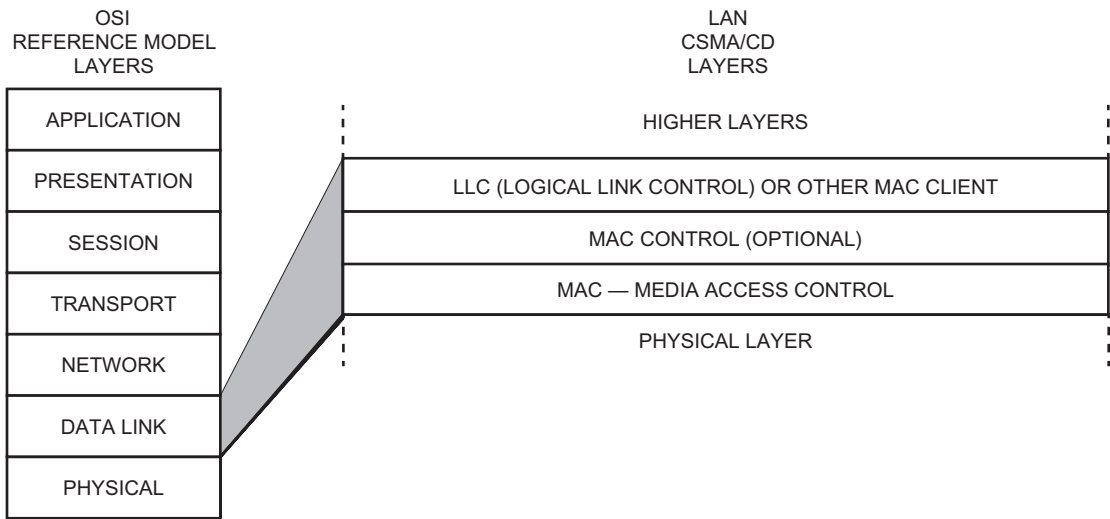 OSI
REFERENCE MODEL
LAYERS
APPLICATION
PRESENTATION
SESSION
TRANSPORT
NETWORK
DATA LINK
PHYSICAL
LAN
CSMA/CD
LAYERS
HIGHER LAYERS
LLC (LOGICAL LINK CONTROL) OR OTHER MAC CLIENT
MAC CONTROL (OPTIONAL)
MAC — MEDIA ACCESS CONTROL
PHYSICAL LAYER